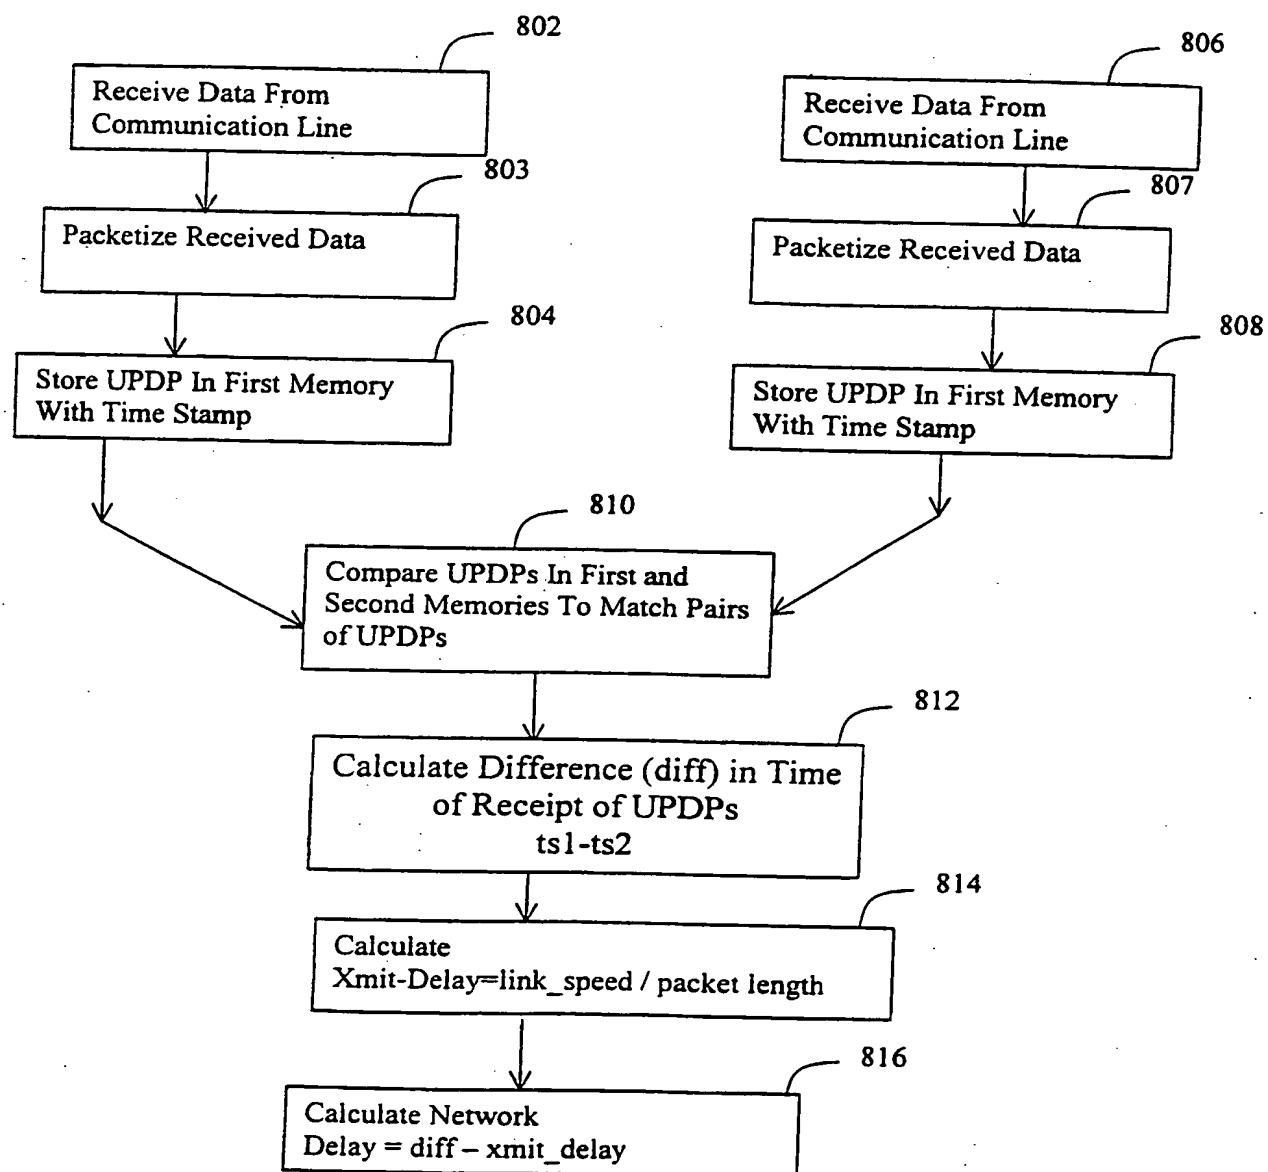 802
Receive Data From
Communication Line
803
Packetize Received Data
804
Store UPDP In First Memory
With Time Stamp
806
Receive Data From
Communication Line
807
Packetize Received Data
808
Store UPDP In First Memory
With Time Stamp
810
Compare UPDPs In First and
Second Memories To Match Pairs
of UPDPs
812
Calculate Difference (diff) in Time
of Receipt of UPDPs
ts1-ts2
814
Calculate
Xmit-Delay=link_speed / packet length
816
Calculate Network
Delay = diff – xmit_delay